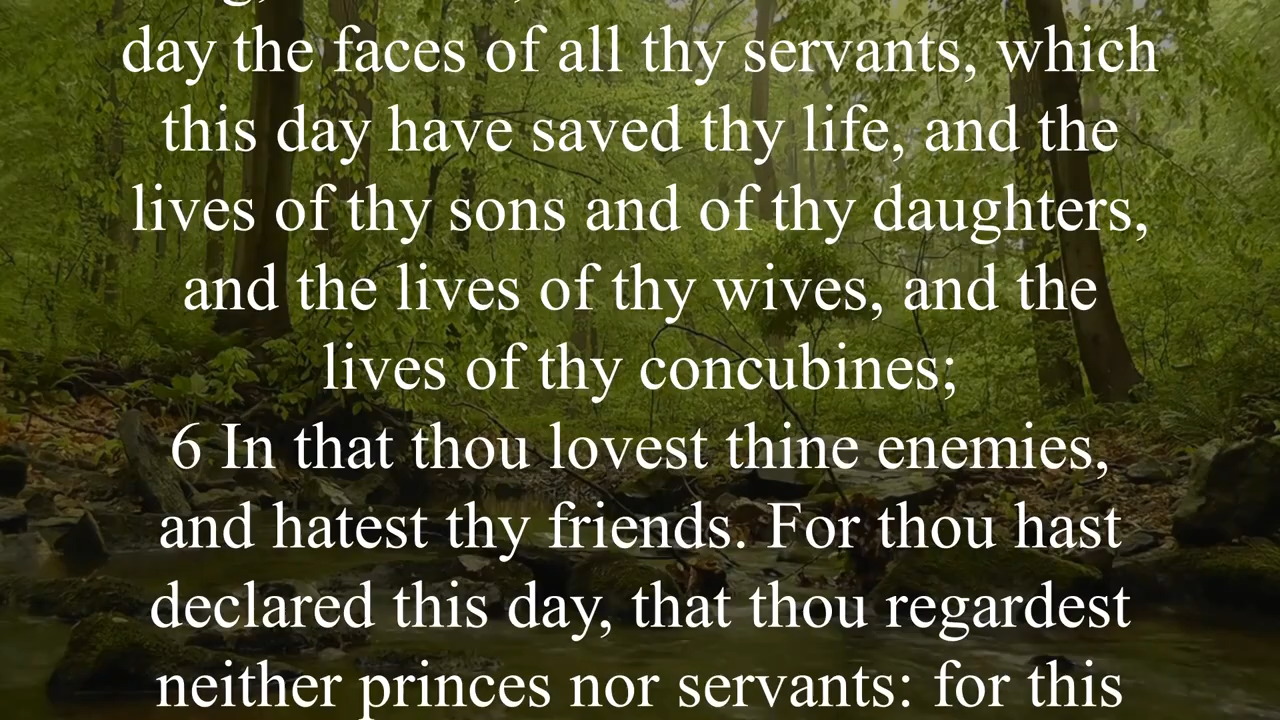 day the faces of all thy servants, which
this day have saved thy life, and the
lives of thy sons and of thy daughters,
and the lives of thy wives, and the
lives of thy concubines;
6 In that thou lovest thine enemies,
and hatest thy friends. For thou hast
declared this day, that thou regardest
neither princes nor servants: for this